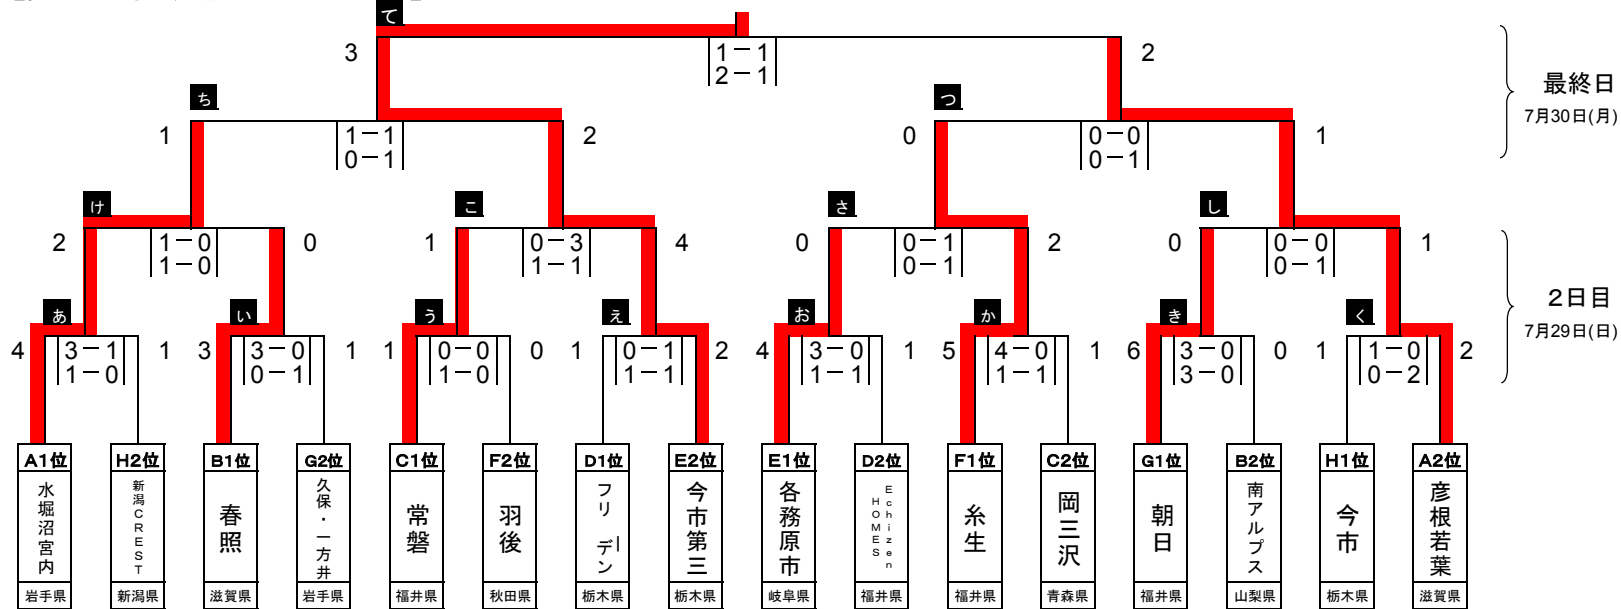 て
3
1-1
2-1
2
最終日
7月30日(月)
ち
つ
1
1-1
0-1
2
0
0-0
0-1
1
け
こ
さ
し
2
1-0
1-0
0
1
0-3
1-1
4
0
0-1
0-1
2
0
0-0
0-1
1
2日目
7月29日(日)
あ
い
う
え
お
か
き
く
4
3-1
1-0
1
3
3-0
0-1
1
1
0-0
1-0
0
1
0-1
1-1
2
4
3-0
1-1
1
5
4-0
1-1
1
6
3-0
3-0
0
1
1-0
0-2
2
A1位
H2位
B1位
G2位
C1位
F2位
D1位
E2位
E1位
D2位
F1位
C2位
G1位
B2位
H1位
A2位
水堀沼宮内
新潟CREST
春照
久保・一方井
常磐
羽後
フリーデン
今市第三
各務原市
Echizen
HOMES
糸生
岡三沢
朝日
南アルプス
今市
彦根若葉
岩手県
新潟県
滋賀県
岩手県
福井県
秋田県
栃木県
栃木県
岐阜県
福井県
福井県
青森県
福井県
山梨県
栃木県
滋賀県